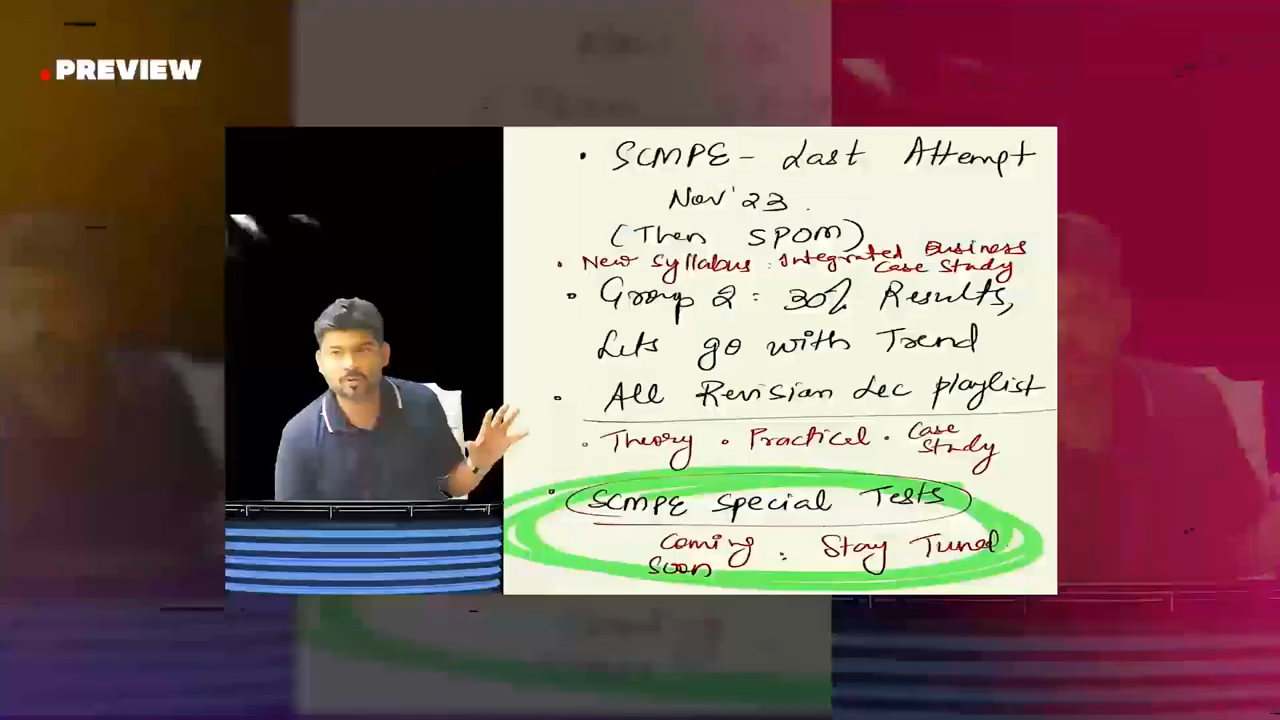 PREVIEW
• SCMPE - Last Attempt
Nov'23.
(Then SPOM)
• New Syllabus : Integrated Business
Case Study
• Group 2 : 30% Results,
Lets go with Trend
• All Revision Lec playlist
• Theory • Practical • Case
Study
• SCMPE Special Tests
Coming : Stay Tuned
Soon